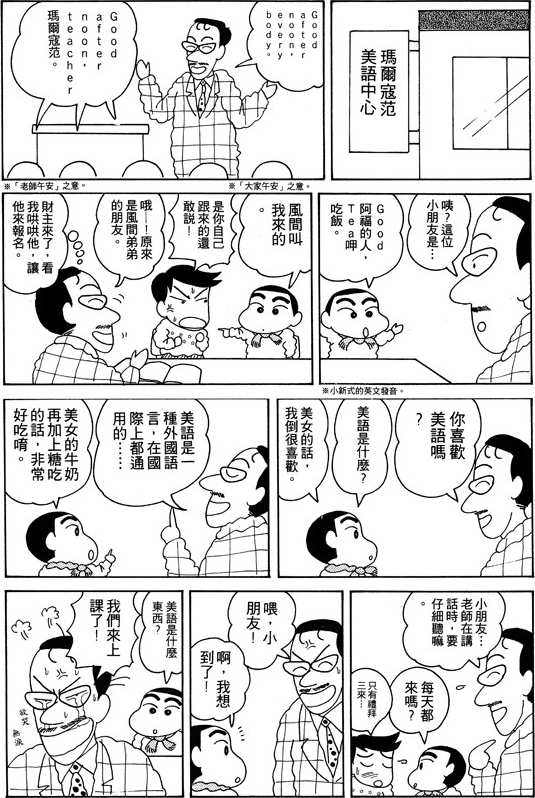 瑪爾寇范
美語中心
Good
after
noon,
every
body.
Good
after
noon,
teacher
瑪爾寇范。
※「大家午安」之意。
※「老師午安」之意。
咦?這位
小朋友是…
Good
阿福的人,
Tea呷
吃飯。
※小新式的英文發音。
風間叫
我來的
。
是你自己
跟來的還
敢說!
哦—!原來
是風間弟弟
的朋友。
財主來了,看
我哄哄他,讓
他來報名。
你喜歡
美語嗎
?
美語是什麼?
美女的話,
我倒很喜歡。
美語是一
種外國語
言,在國
際上都通
用的……
美女的牛奶
再加上糖吃
的話,非常
好吃唷。
小朋友…
老師在講
話時,要
仔細聽嘛
每天都
來嗎?
只有禮拜
三來…
喂,小
朋友!
啊,我想
到了!
美語是什麼
東西?
我們來上
課了!
欲哭
無淚